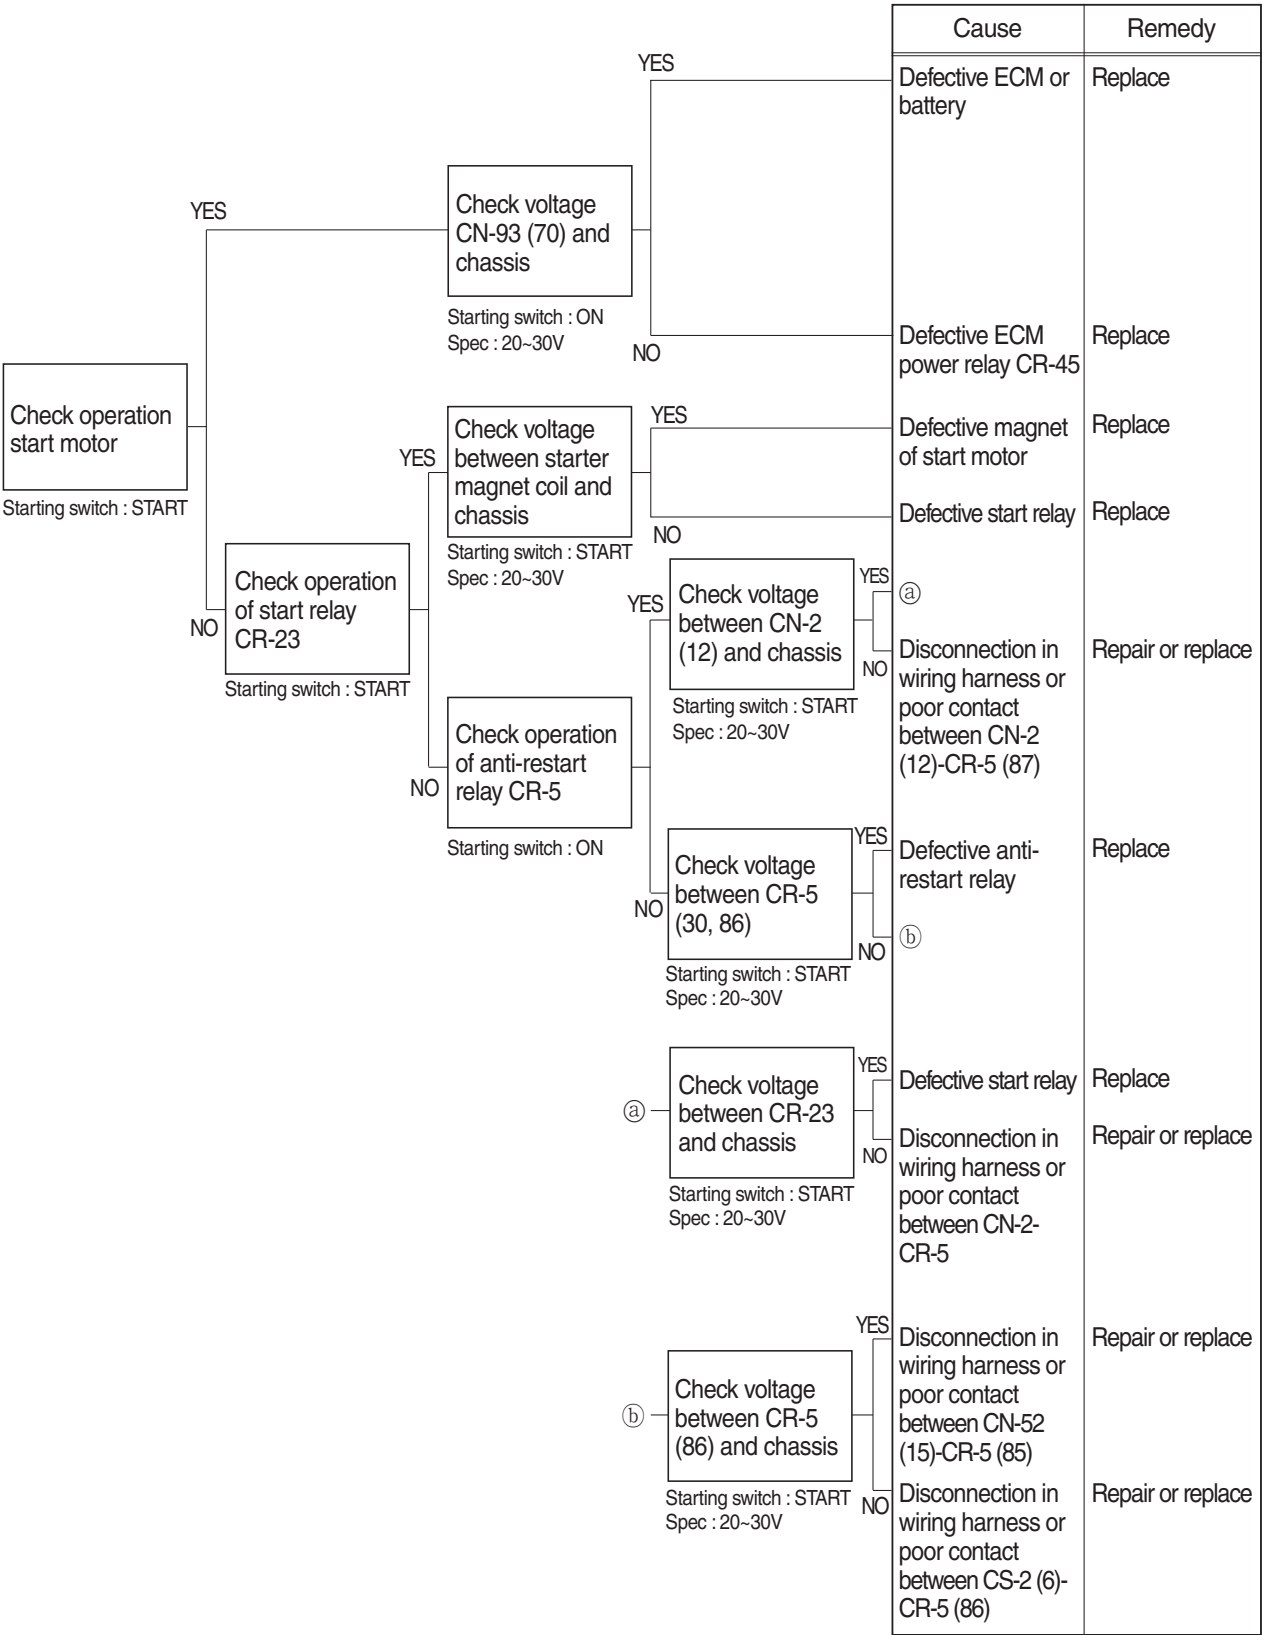 Cause
Remedy
YES
Defective ECM or
battery
Replace
Check voltage
CN-93 (70) and
chassis
YES
Starting switch : ON
Spec : 20~30V
NO
Defective ECM
power relay CR-45
Replace
Check operation
start motor
Starting switch : START
YES
Check voltage
between starter
magnet coil and
chassis
YES
Defective magnet
of start motor
Replace
Defective start relay
Replace
NO
Starting switch : START
Spec : 20~30V
Check operation
of start relay
CR-23
NO
Starting switch : START
YES
Check voltage
between CN-2
(12) and chassis
YES
ⓐ
NO
Disconnection in
wiring harness or
poor contact
between CN-2
(12)-CR-5 (87)
Repair or replace
Starting switch : START
Spec : 20~30V
Check operation
of anti-restart
relay CR-5
NO
Starting switch : ON
YES
Defective anti-
restart relay
Replace
Check voltage
between CR-5
(30, 86)
NO
NO
ⓑ
Starting switch : START
Spec : 20~30V
ⓐ
Check voltage
between CR-23
and chassis
YES
Defective start relay
Replace
NO
Disconnection in
wiring harness or
poor contact
between CN-2-
CR-5
Repair or replace
Starting switch : START
Spec : 20~30V
ⓑ
Check voltage
between CR-5
(86) and chassis
YES
Disconnection in
wiring harness or
poor contact
between CN-52
(15)-CR-5 (85)
Repair or replace
Starting switch : START
Spec : 20~30V
NO
Disconnection in
wiring harness or
poor contact
between CS-2 (6)-
CR-5 (86)
Repair or replace